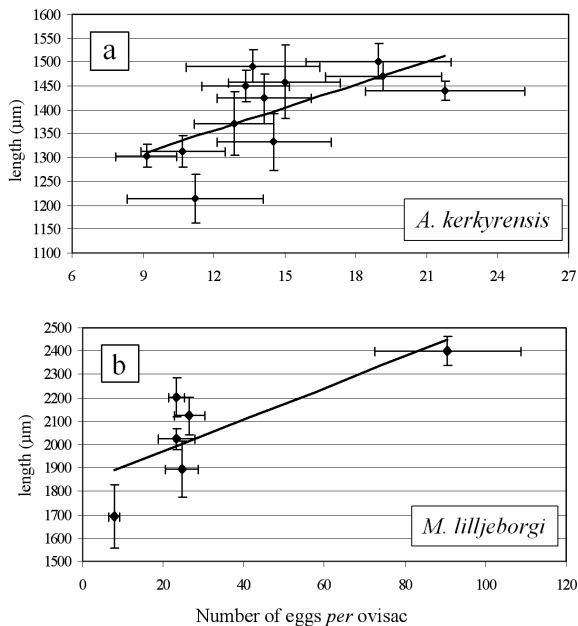 1600
a
1550
1500
1450
1400
1350
1300
1250
1200
1150
1100
length (µm)
A. kerkyrensis
6 9 12 15 18 21 24 27
2500
b
2400
2300
2200
2100
2000
1900
1800
1700
1600
1500
length (µm)
M. lilljeborgi
0 20 40 60 80 100 120
Number of eggs per ovisac